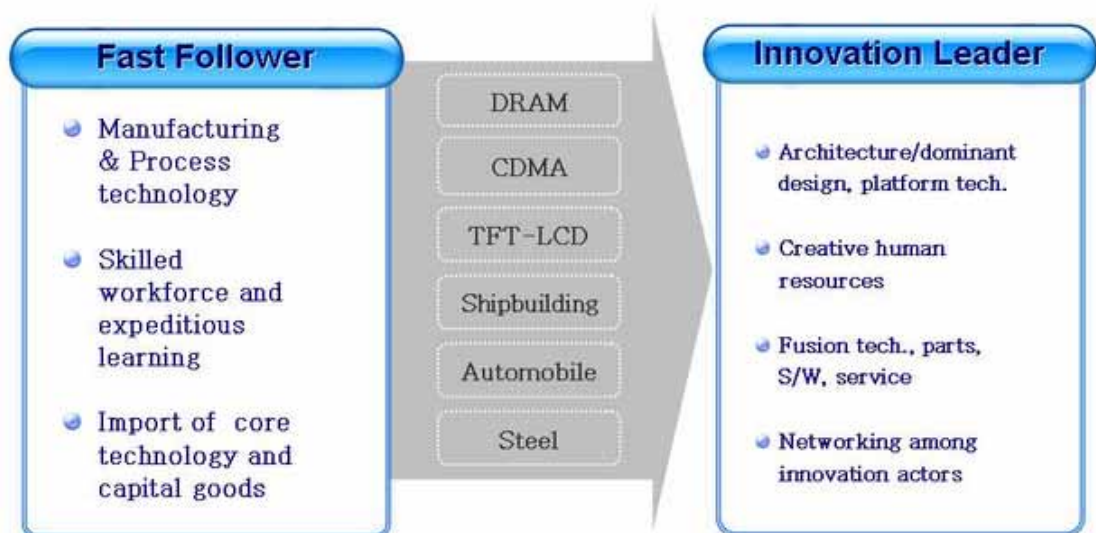 Fast Follower
Manufacturing
& Process
technology
Skilled
workforce and
expeditious
learning
Import of core
technology and
capital goods
DRAM
CDMA
TFT-LCD
Shipbuilding
Automobile
Steel
Innovation Leader
Architecture/dominant
design, platform tech.
Creative human
resources
Fusion tech., parts,
S/W, service
Networking among
innovation actors